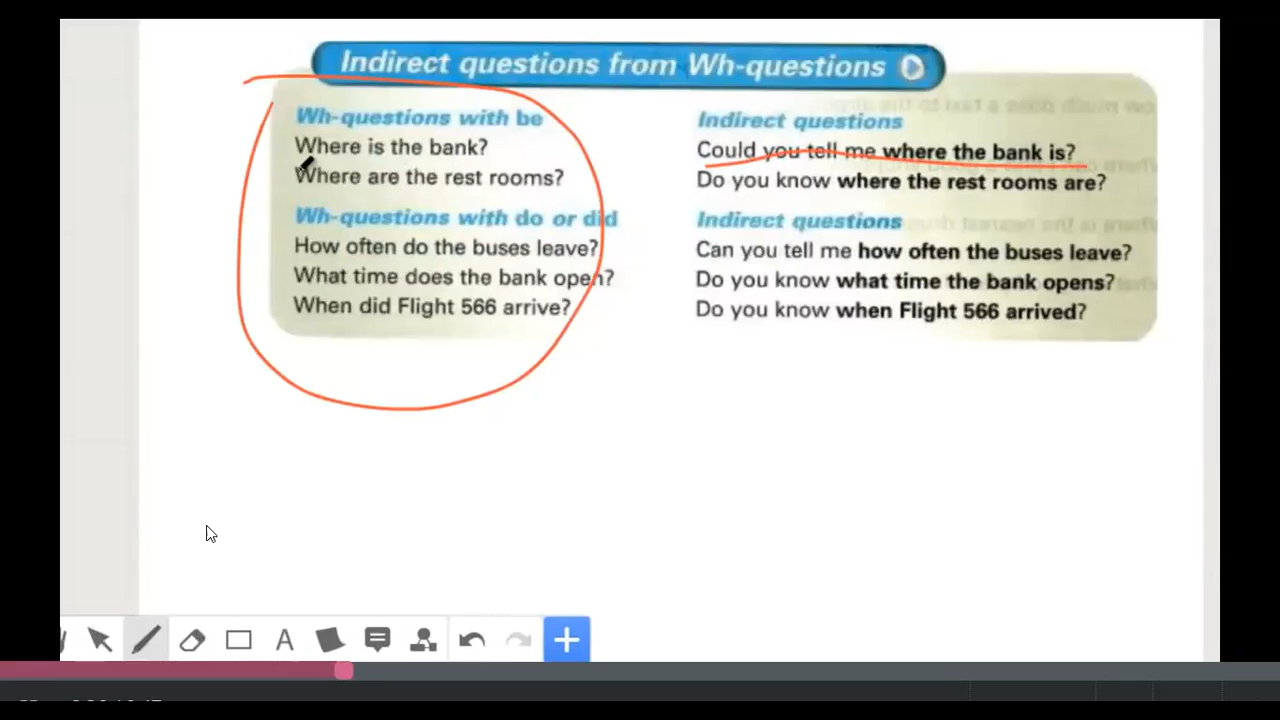 Indirect questions from Wh-questions
Wh-questions with be
Where is the bank?
Where are the rest rooms?
Wh-questions with do or did
How often do the buses leave?
What time does the bank open?
When did Flight 566 arrive?
Indirect questions
Could you tell me where the bank is?
Do you know where the rest rooms are?
Indirect questions
Can you tell me how often the buses leave?
Do you know what time the bank opens?
Do you know when Flight 566 arrived?
A